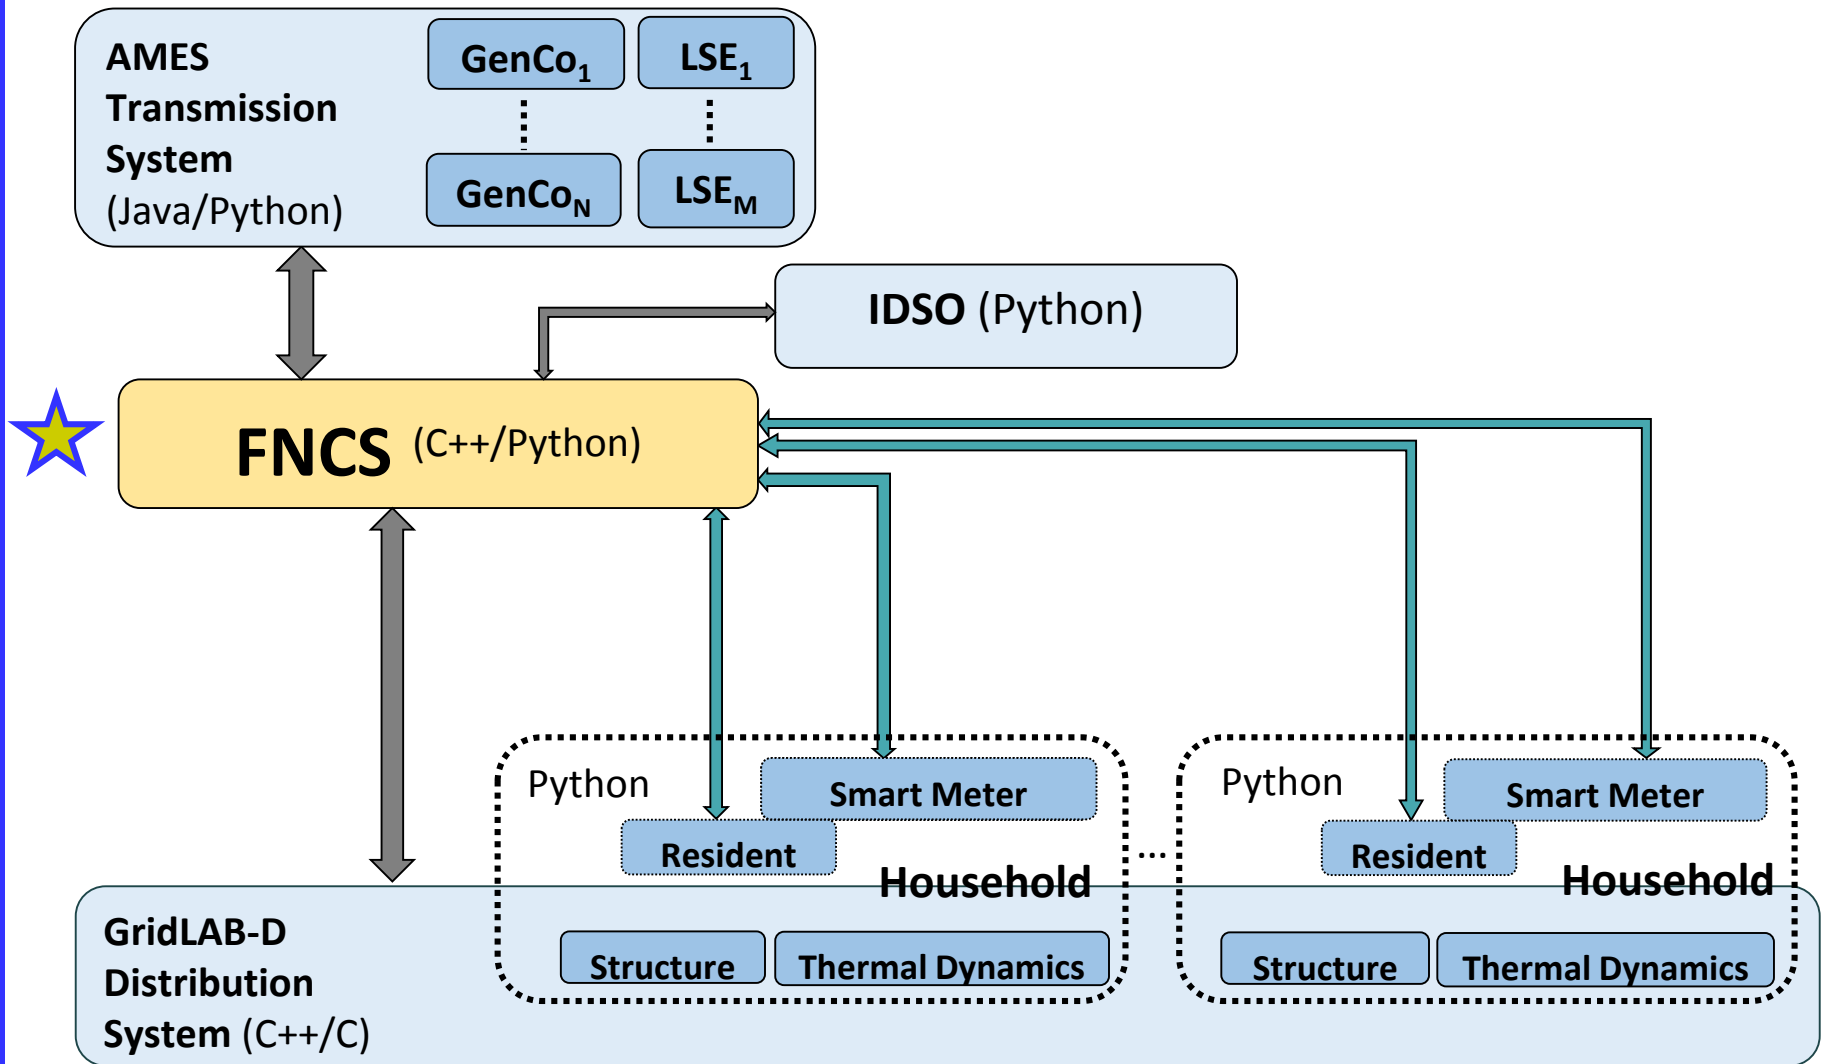 AMES
Transmission
System
(Java/Python)
GenCo1
LSE1
GenCoN
LSEM
IDSO (Python)
FNCS (C++/Python)
Python
Smart Meter
Resident
Household
...
Python
Smart Meter
Resident
Household
GridLAB-D
Distribution
System (C++/C)
Structure
Thermal Dynamics
Structure
Thermal Dynamics